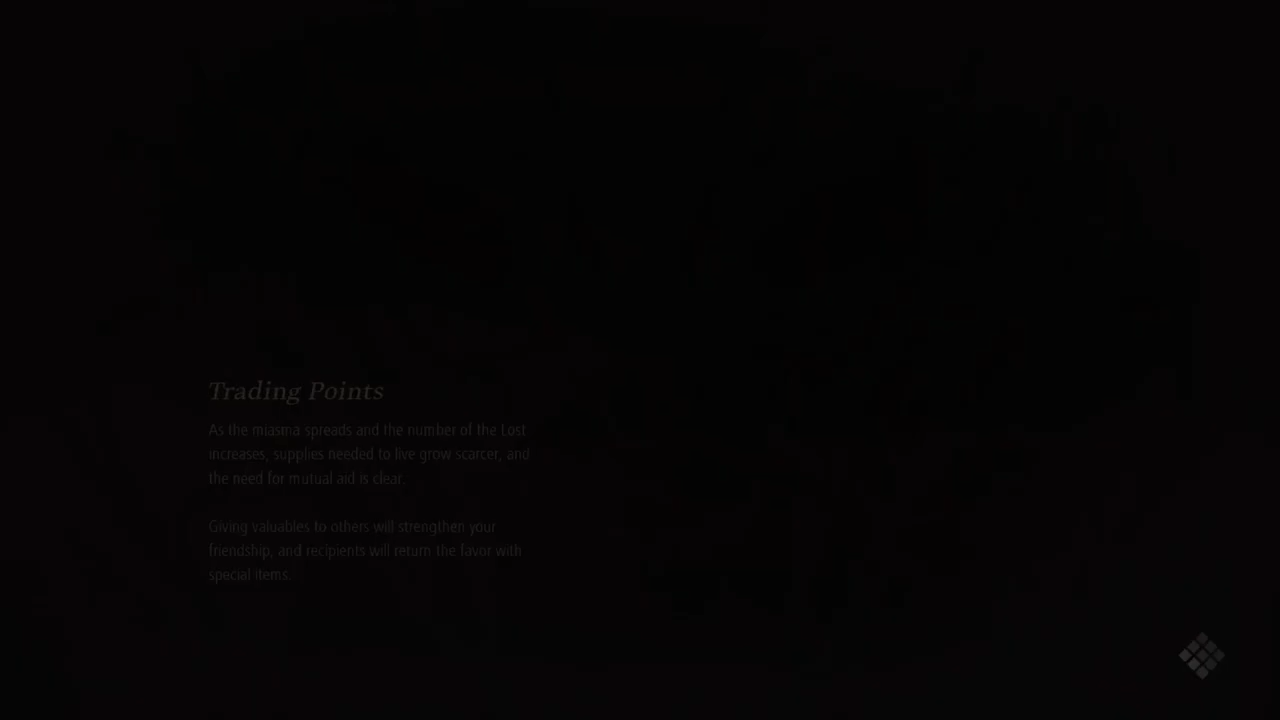 Trading Points
As the miasma spreads and the number of the Lost
increases, supplies needed to live grow scarcer, and
the need for mutual aid is clear.
Giving valuables to others will strengthen your
friendship, and recipients will return the favor with
special items.